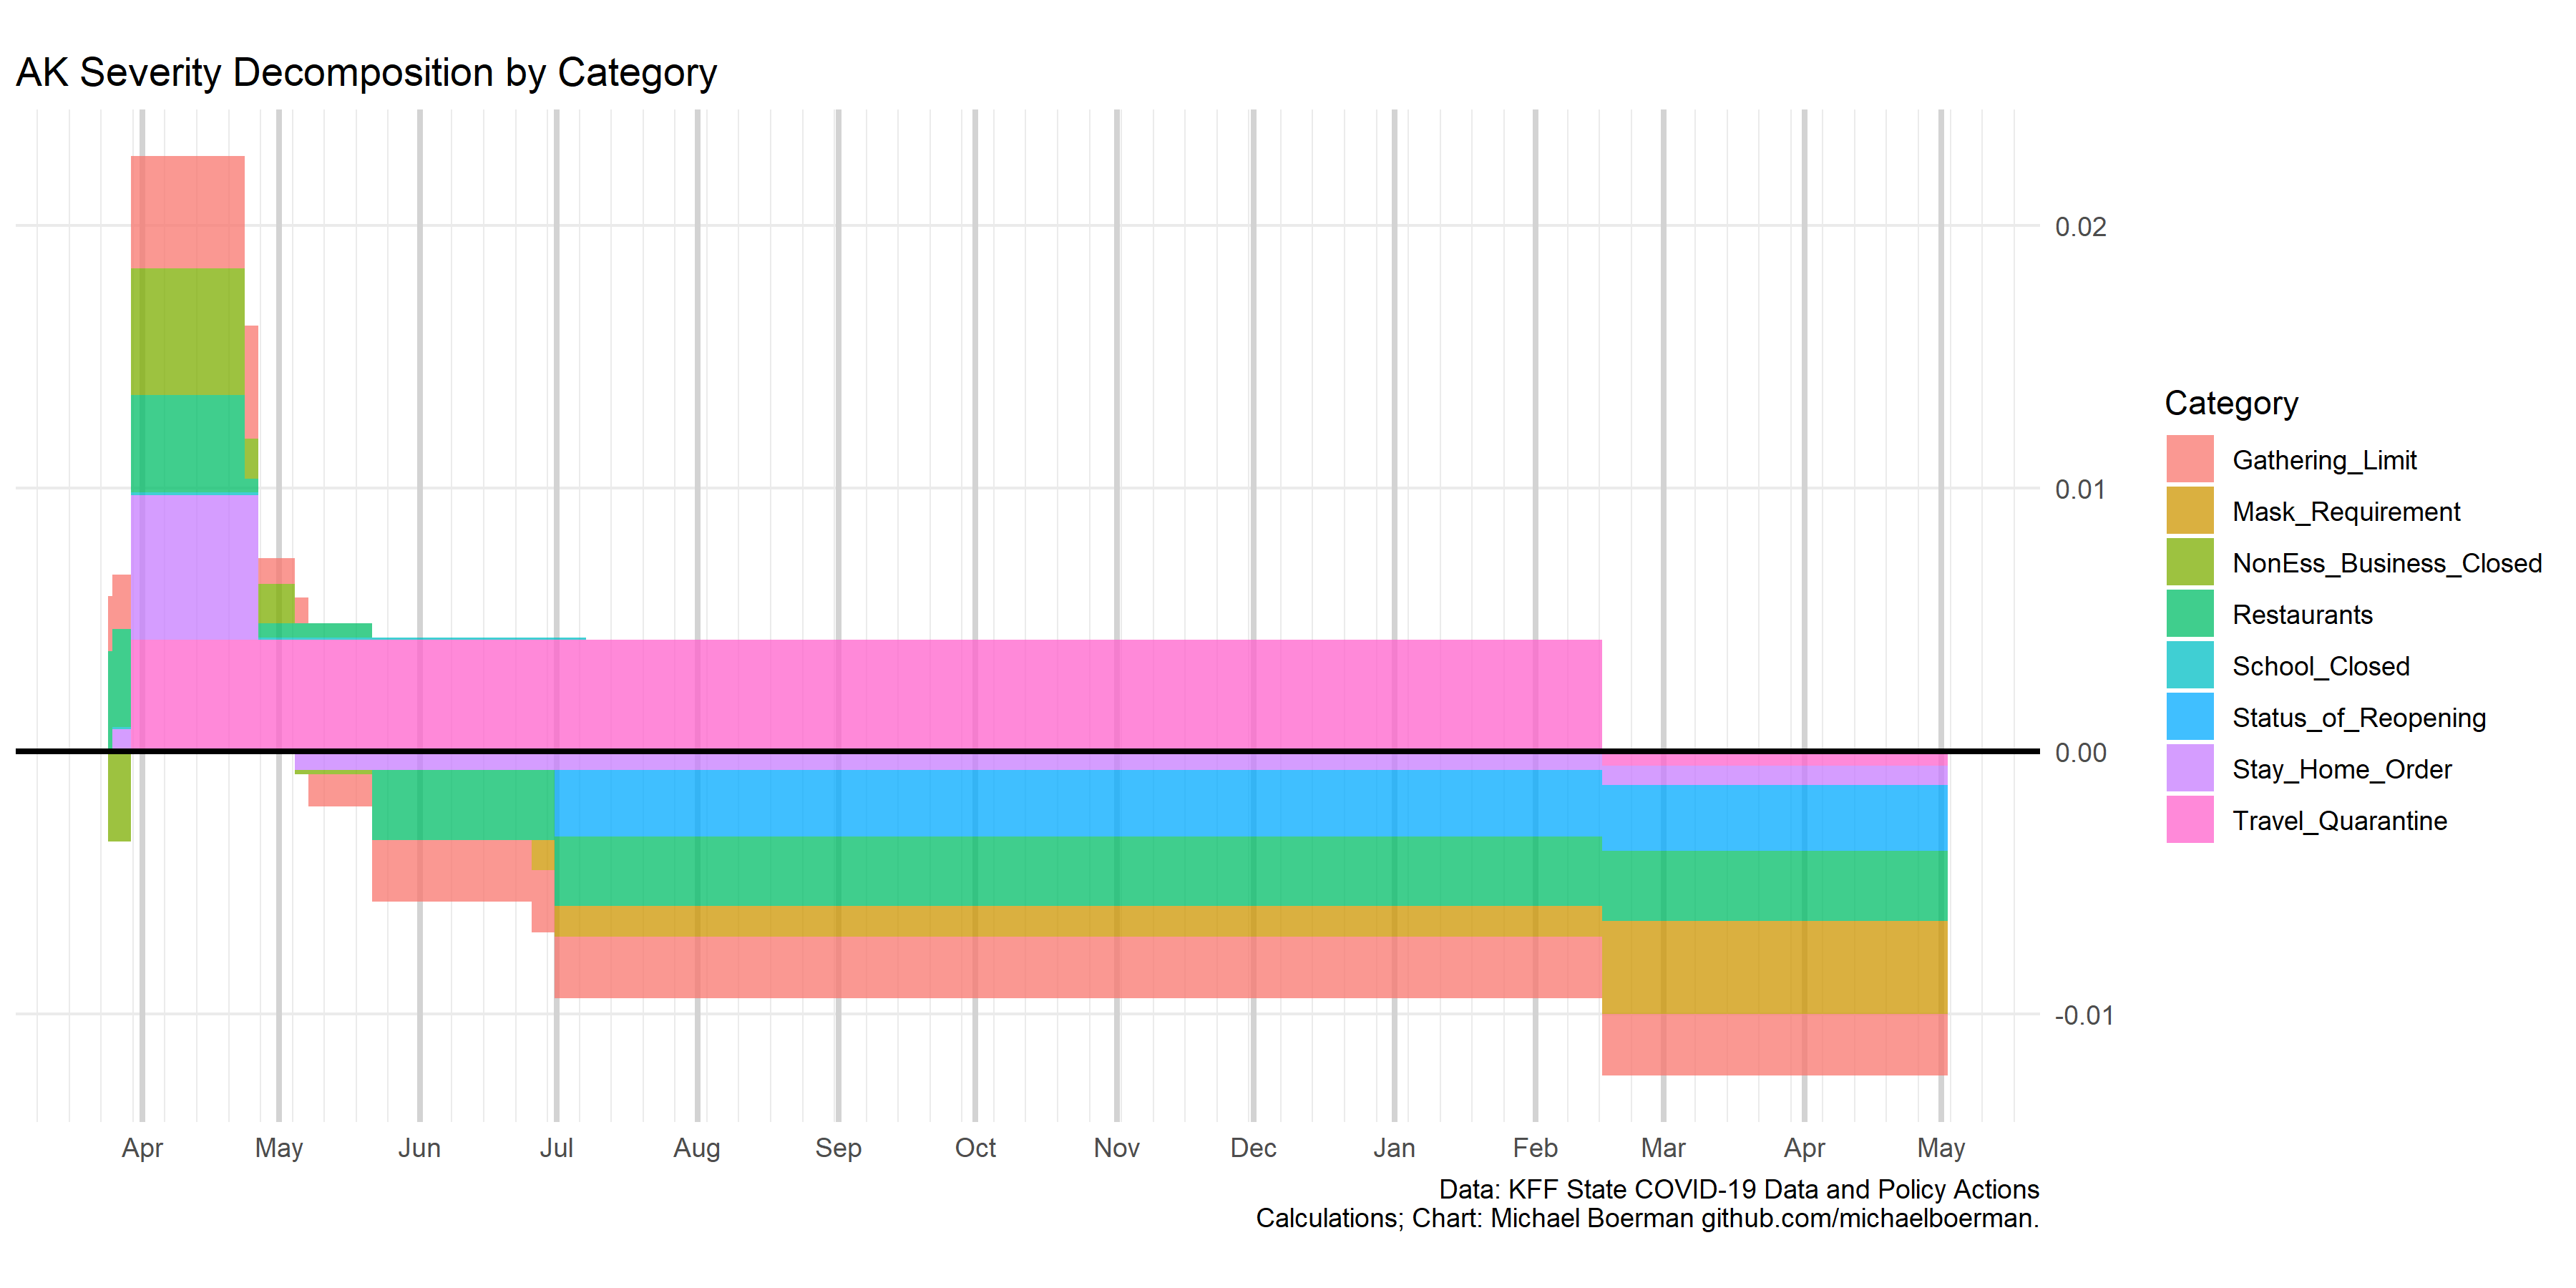 AK Severity Decomposition by Category
0.02
0.01
0.00
-0.01
Apr May Jun Jul Aug Sep Oct Nov Dec Jan Feb Mar Apr May
Data: KFF State COVID-19 Data and Policy Actions
Calculations; Chart: Michael Boerman github.com/michaelboerman.
Category
Gathering_Limit
Mask_Requirement
NonEss_Business_Closed
Restaurants
School_Closed
Status_of_Reopening
Stay_Home_Order
Travel_Quarantine